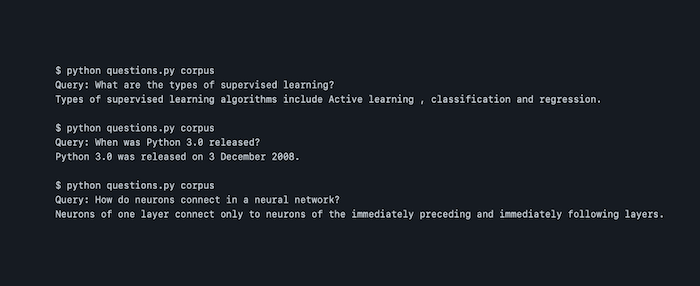 $ python questions.py corpus
Query: What are the types of supervised learning?
Types of supervised learning algorithms include Active learning , classification and regression.
$ python questions.py corpus
Query: When was Python 3.0 released?
Python 3.0 was released on 3 December 2008.
$ python questions.py corpus
Query: How do neurons connect in a neural network?
Neurons of one layer connect only to neurons of the immediately preceding and immediately following layers.